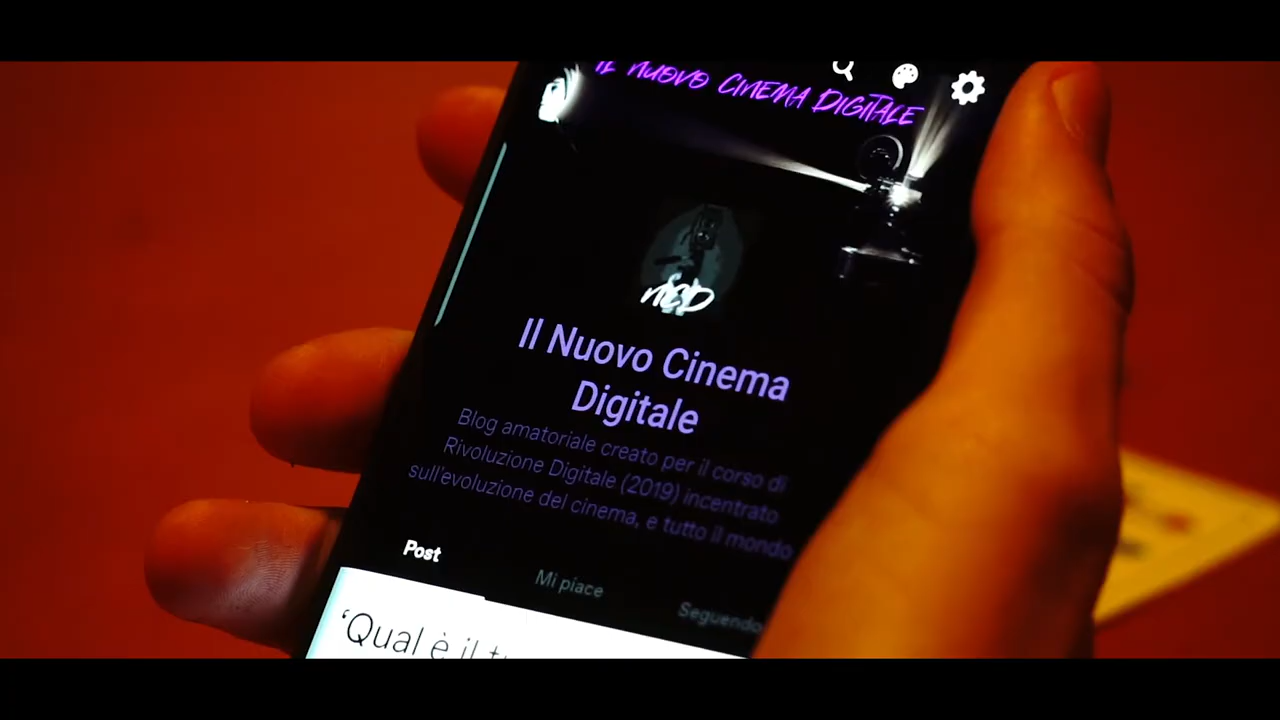 IL NUOVO CINEMA DIGITALE
NCD
Il Nuovo Cinema
Digitale
Blog amatoriale creato per il corso di
Rivoluzione Digitale (2019) incentrato
sull'evoluzione del cinema, e tutto il mondo
Post
Mi piace
Seguendo
‘Qual è il